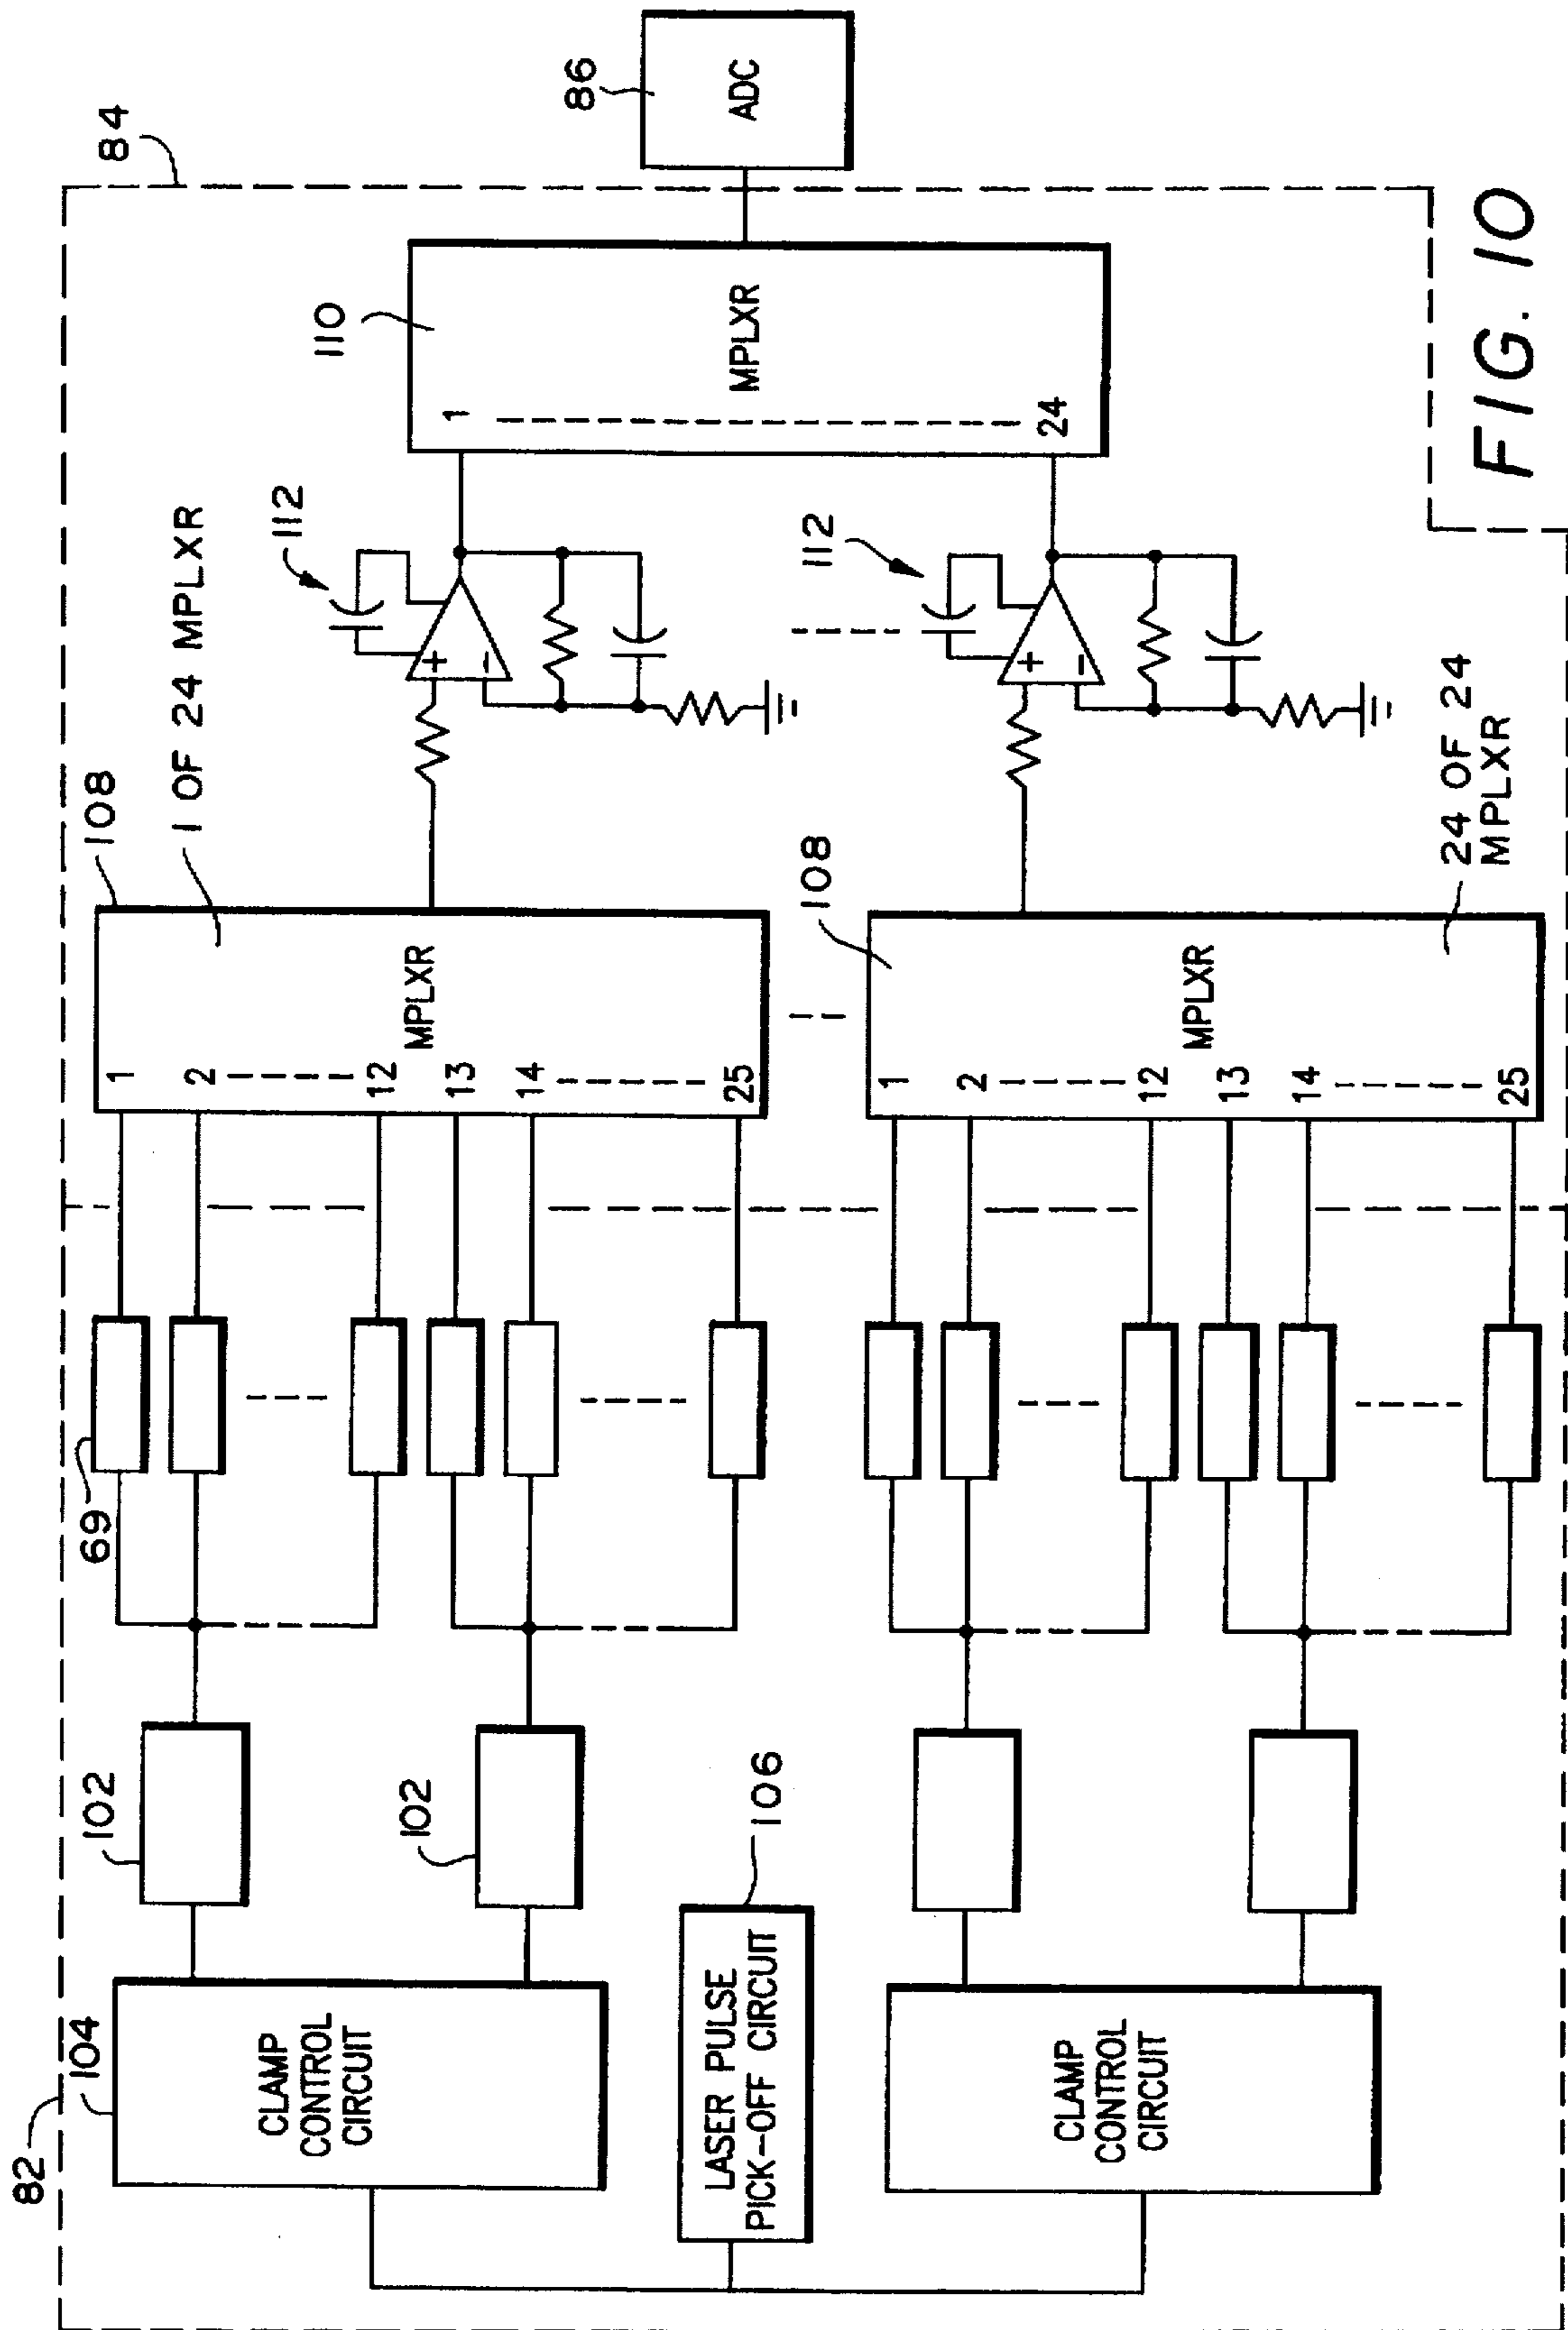 82
104
CLAMP
CONTROL
CIRCUIT
102
102
69
1
2
12
13
14
25
MPLXR
108
1 OF 24 MPLXR
112
84
106
LASER PULSE
PICK-OFF CIRCUIT
110
1
24
MPLXR
86
ADC
CLAMP
CONTROL
CIRCUIT
1
2
12
13
14
25
MPLXR
108
24 OF 24
MPLXR
112
+
-
+
-
FIG. 10